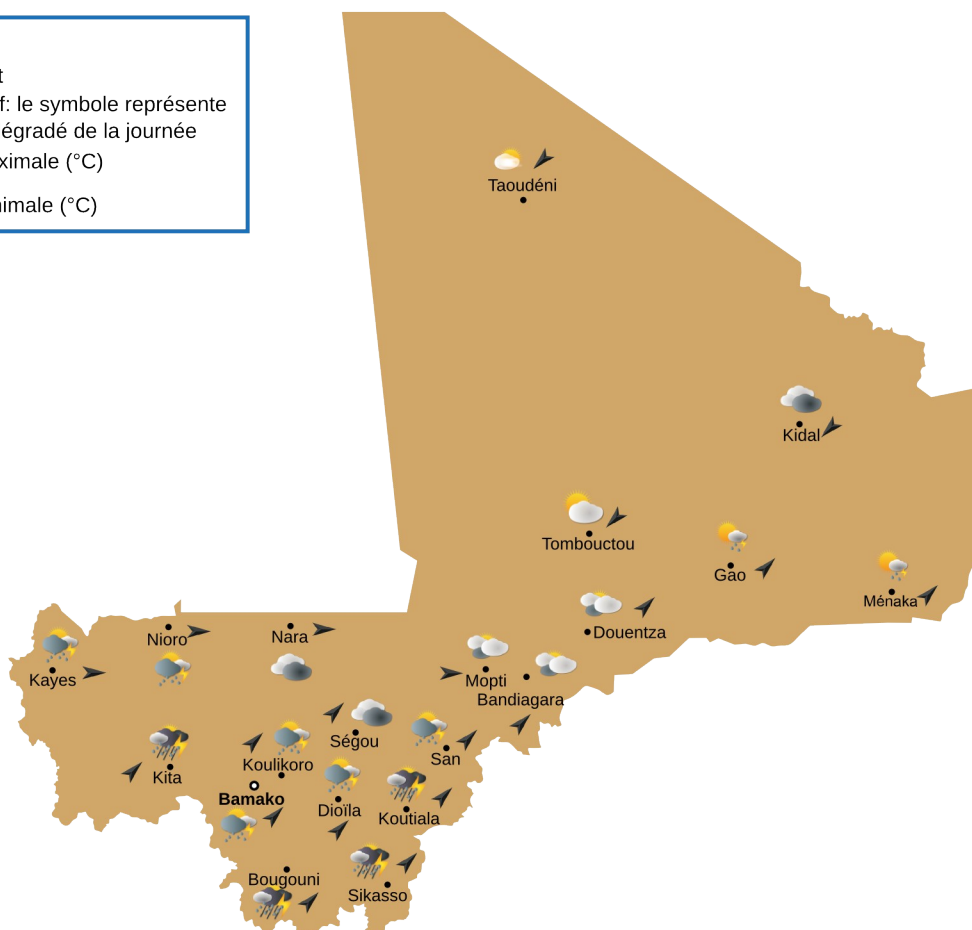 t
f: le symbole représente
égradé de la journée
ximale (°C)
nimale (°C)
Taoudéni
Kidal
Tombouctou
Gao
Ménaka
Nioro
Nara
Douentza
Kayes
Mopti
Bandiagara
Ségou
San
Koulikoro
Kita
Bamako
Dioïla
Koutiala
Bougouni
Sikasso